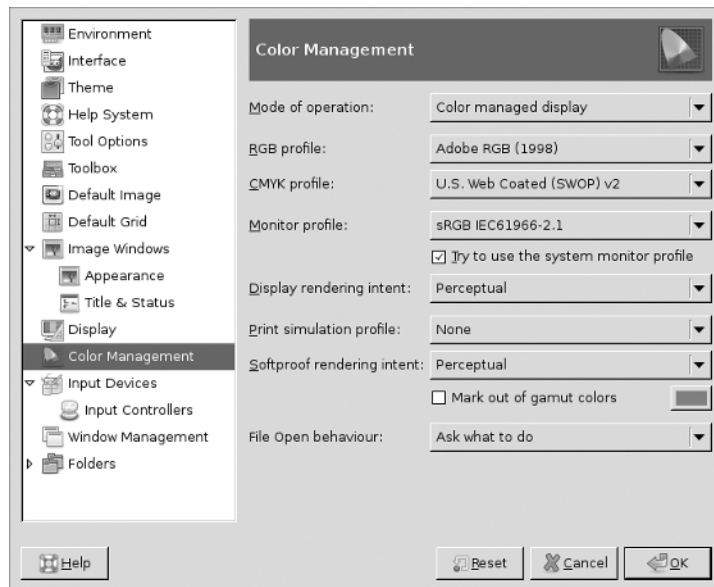 Environment
Interface
Theme
Help System
Tool Options
Toolbox
Default Image
Default Grid
Image Windows
Appearance
Title & Status
Display
Color Management
Input Devices
Input Controllers
Window Management
Folders
Color Management
Mode of operation: Color managed display
RGB profile: Adobe RGB (1998)
CMYK profile: U.S. Web Coated (SWOP) v2
Monitor profile: sRGB IEC61966-2.1
Try to use the system monitor profile
Display rendering intent: Perceptual
Print simulation profile: None
Softproof rendering intent: Perceptual
Mark out of gamut colors
File Open behaviour: Ask what to do
Help Reset Cancel OK